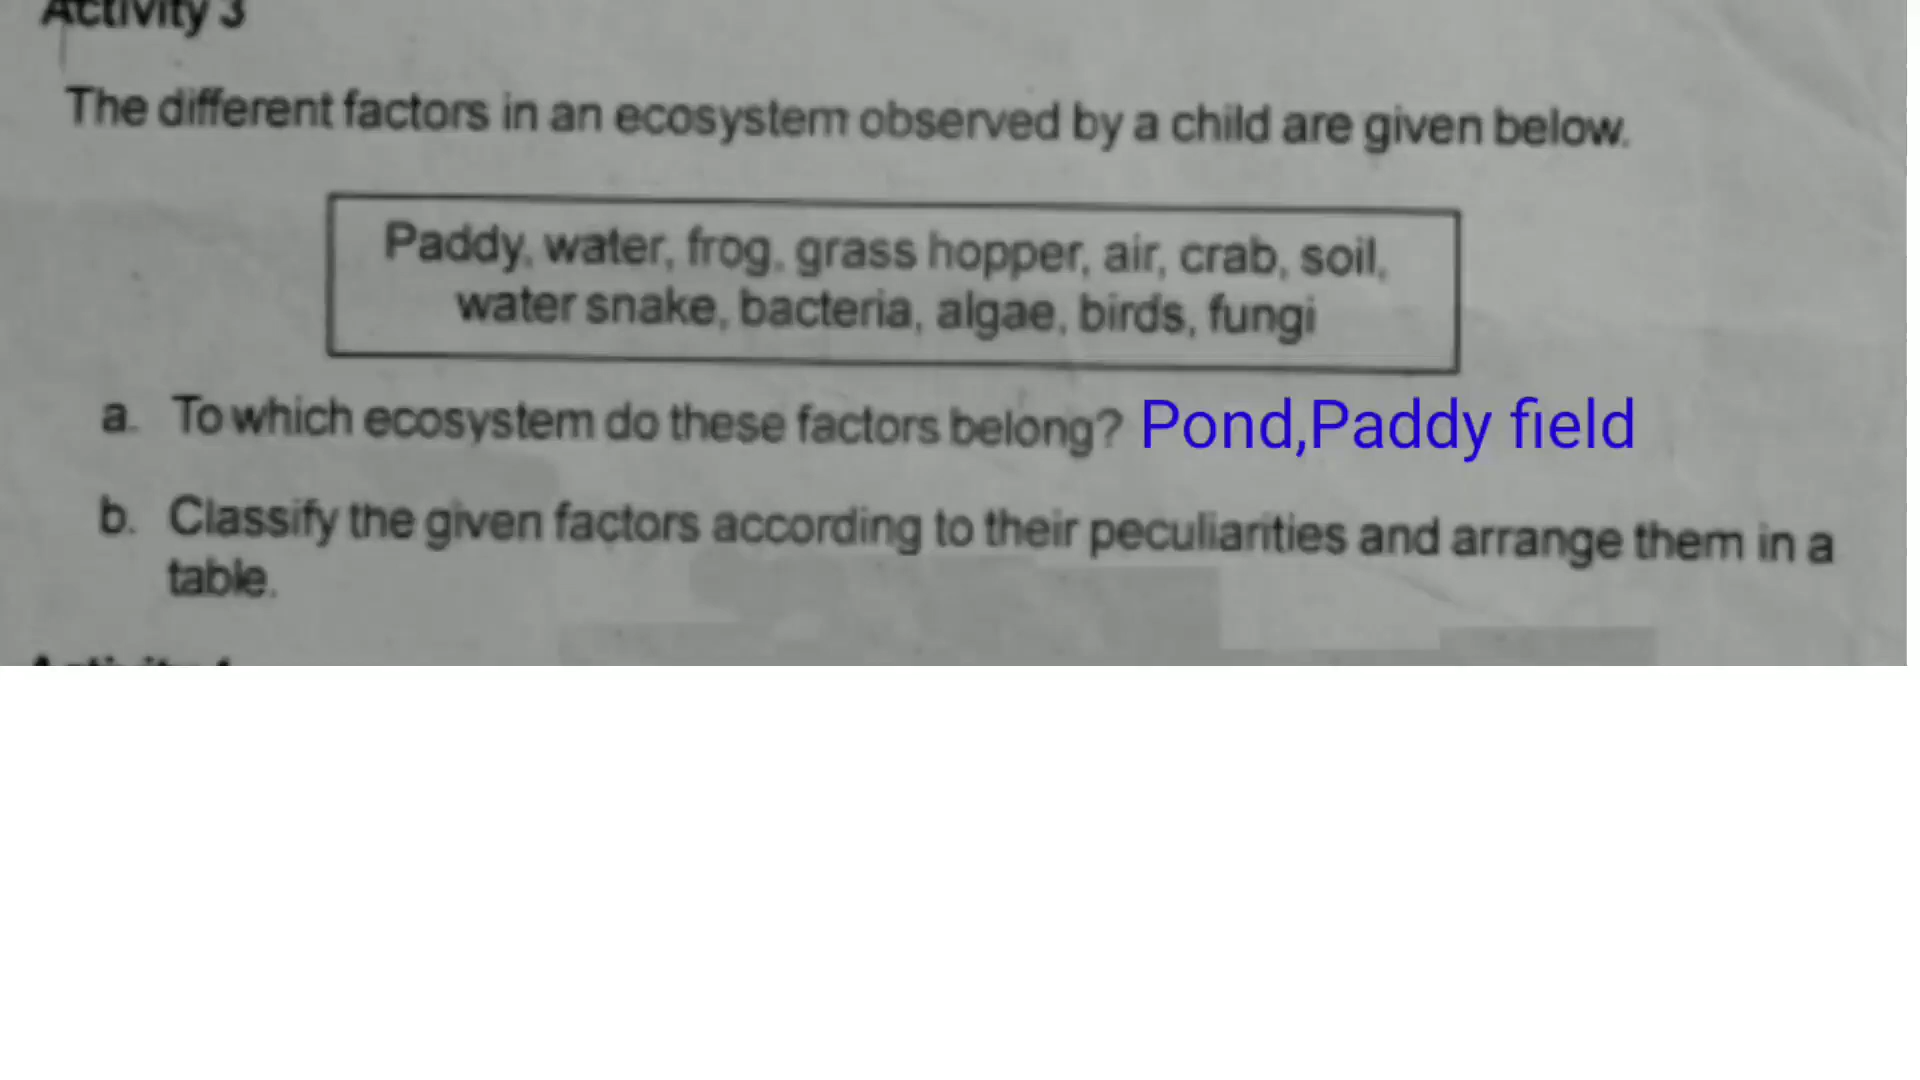 Activity 3
The different factors in an ecosystem observed by a child are given below.
Paddy, water, frog, grass hopper, air, crab, soil,
water snake, bacteria, algae, birds, fungi
a. To which ecosystem do these factors belong? Pond,Paddy field
b. Classify the given factors according to their peculiarities and arrange them in a
table.